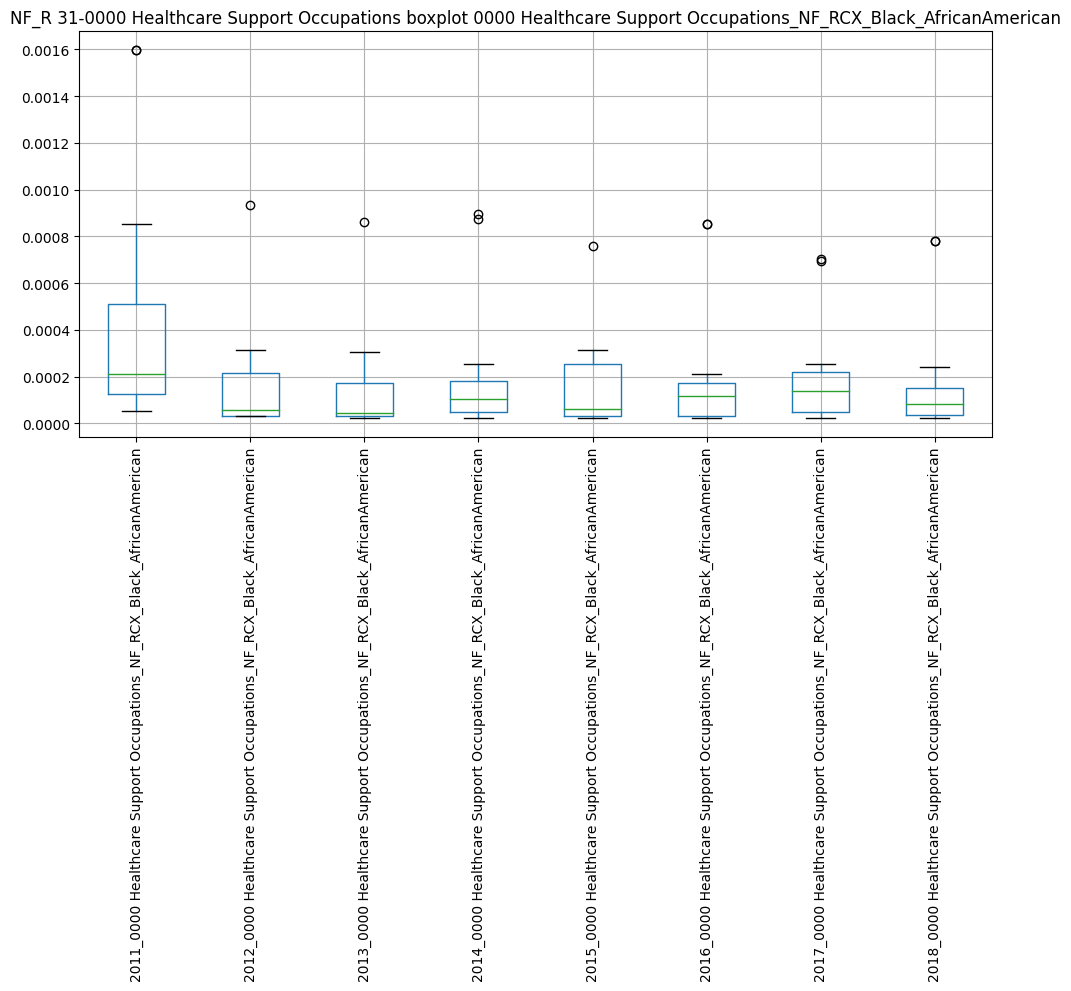 NF_R 31-0000 Healthcare Support Occupations boxplot 0000 Healthcare Support Occupations_NF_RCX_Black_AfricanAmerican
0.0016
0.0014
0.0012
0.0010
0.0008
0.0006
0.0004
0.0002
0.0000
2011_0000 Healthcare Support Occupations_NF_RCX_Black_AfricanAmerican
2012_0000 Healthcare Support Occupations_NF_RCX_Black_AfricanAmerican
2013_0000 Healthcare Support Occupations_NF_RCX_Black_AfricanAmerican
2014_0000 Healthcare Support Occupations_NF_RCX_Black_AfricanAmerican
2015_0000 Healthcare Support Occupations_NF_RCX_Black_AfricanAmerican
2016_0000 Healthcare Support Occupations_NF_RCX_Black_AfricanAmerican
2017_0000 Healthcare Support Occupations_NF_RCX_Black_AfricanAmerican
2018_0000 Healthcare Support Occupations_NF_RCX_Black_AfricanAmerican